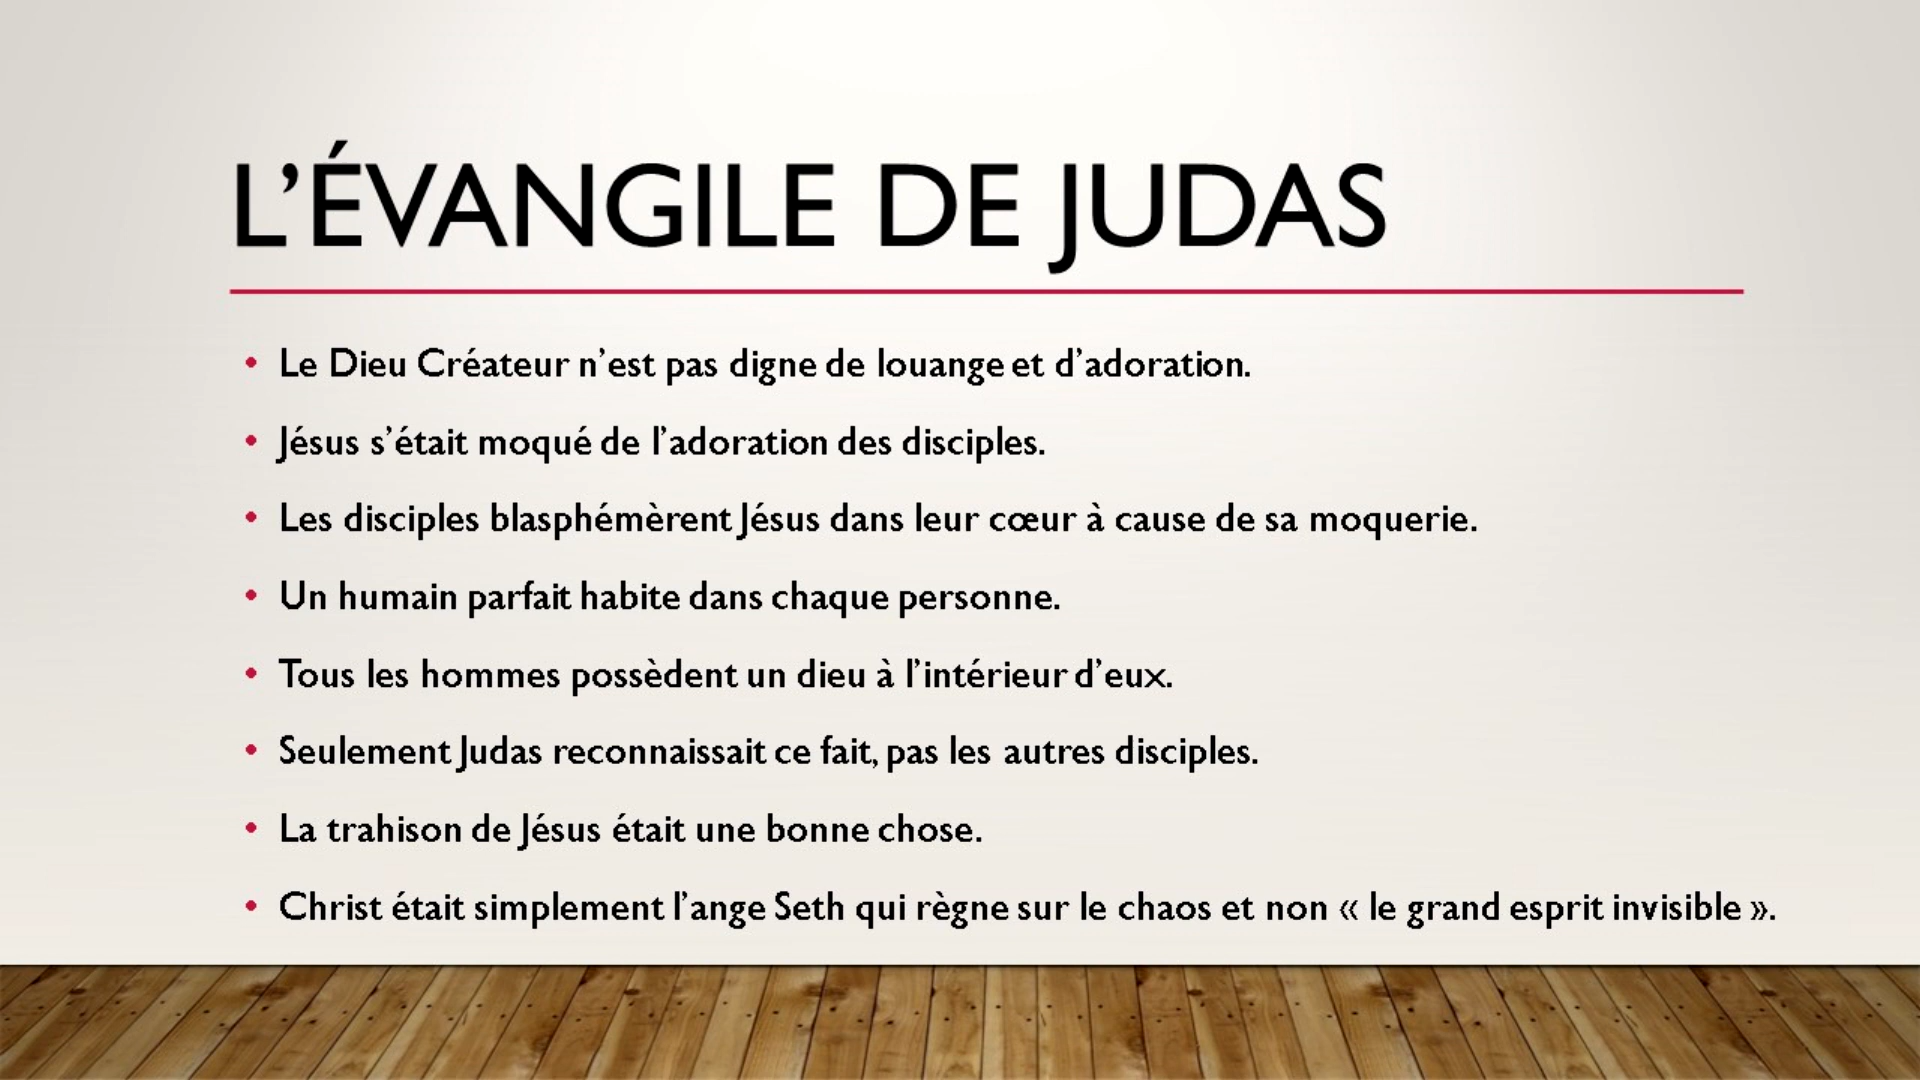 L’ÉVANGILE DE JUDAS
• Le Dieu Créateur n’est pas digne de louange et d’adoration.
• Jésus s’était moqué de l’adoration des disciples.
• Les disciples blasphémèrent Jésus dans leur cœur à cause de sa moquerie.
• Un humain parfait habite dans chaque personne.
• Tous les hommes possèdent un dieu à l’intérieur d’eux.
• Seulement Judas reconnaissait ce fait, pas les autres disciples.
• La trahison de Jésus était une bonne chose.
• Christ était simplement l’ange Seth qui règne sur le chaos et non « le grand esprit invisible ».